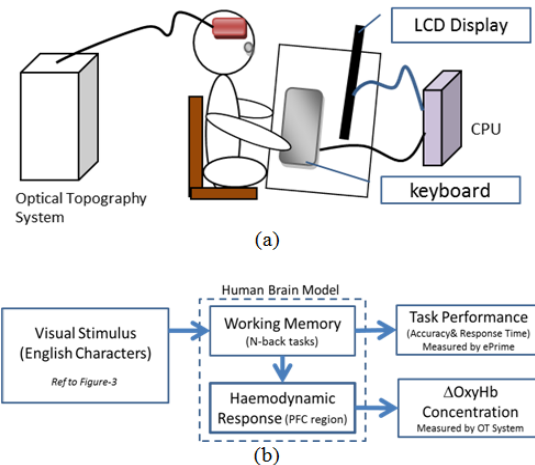 LCD Display
CPU
keyboard
Optical Topography
System
(a)
Human Brain Model
Visual Stimulus
(English Characters)
Ref to Figure-3
Working Memory
(N-back tasks)
Task Performance
(Accuracy& Response Time)
Measured by ePrime
Haemodynamic
Response (PFC region)
ΔOxyHb
Concentration
Measured by OT System
(b)